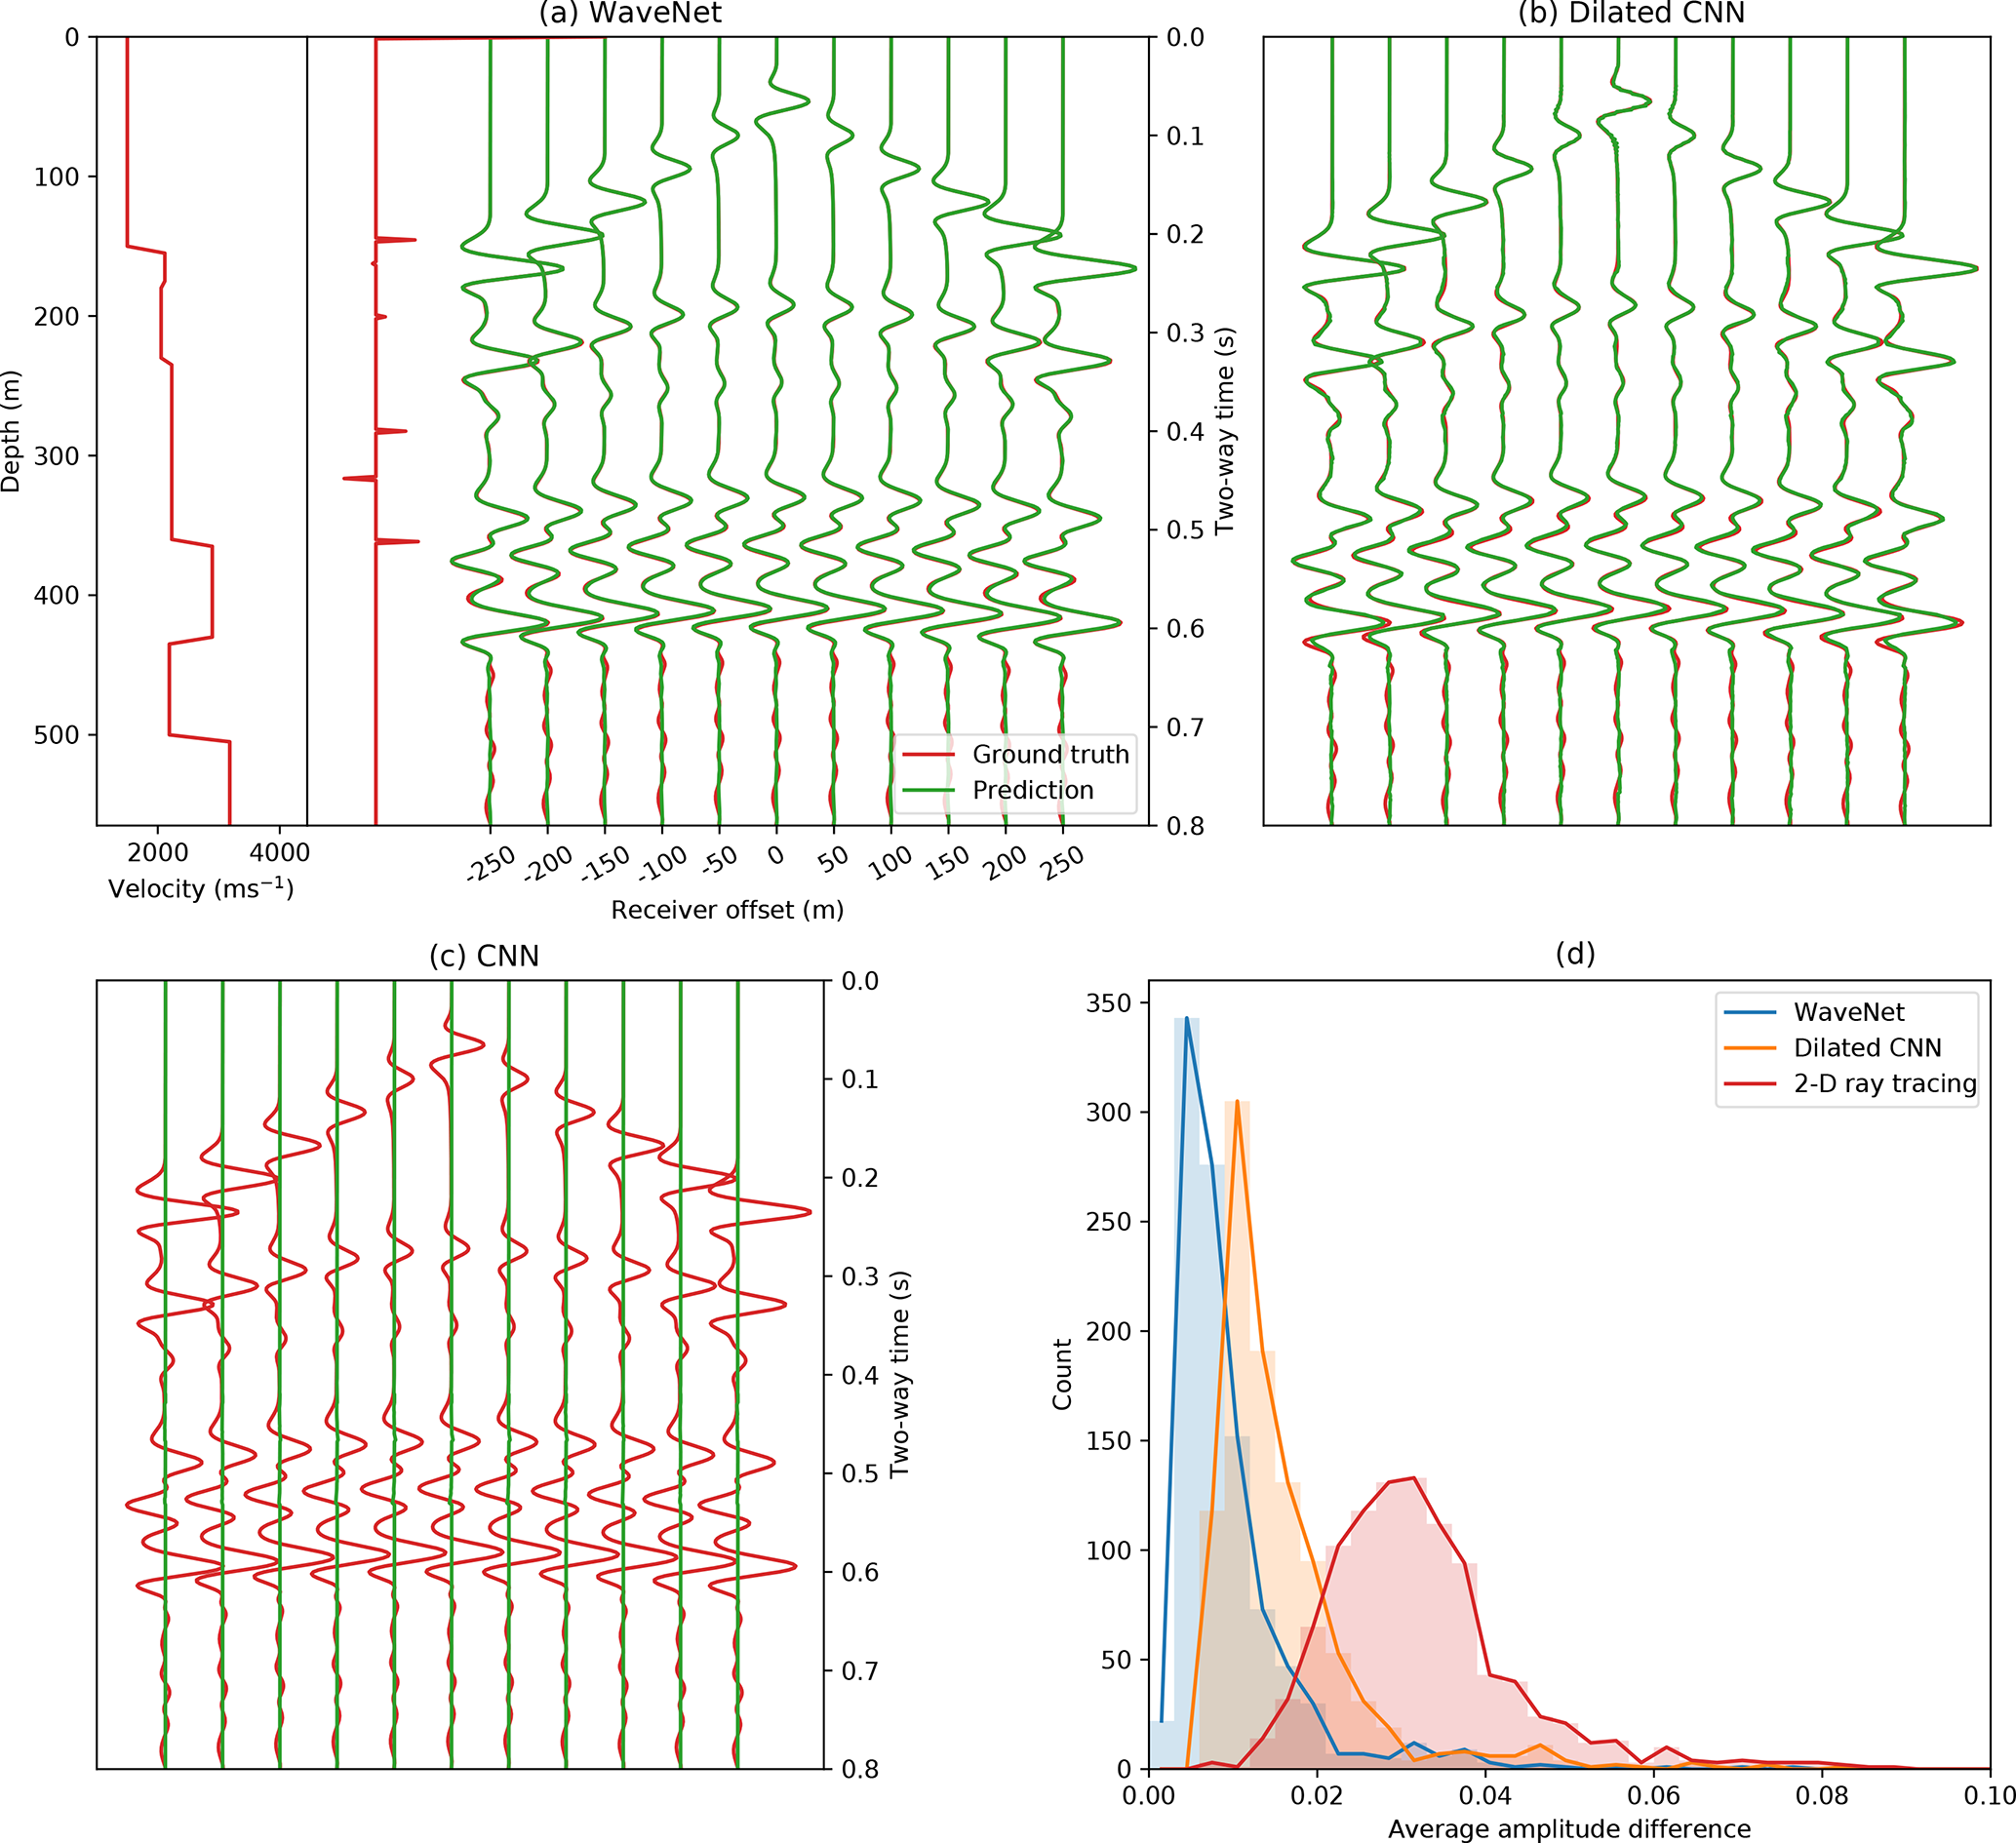 (a) WaveNet
(b) Dilated CNN
0
100
200
300
400
500
Depth (m)
2000 4000
Velocity (ms⁻¹)
-250 -200 -150 -100 -50 0 50 100 150 200 250
Receiver offset (m)
Ground truth
Prediction
0.0
0.1
0.2
0.3
0.4
0.5
0.6
0.7
0.8
Two-way time (s)
(c) CNN
0.0
0.1
0.2
0.3
0.4
0.5
0.6
0.7
0.8
Two-way time (s)
(d)
350
300
250
200
150
100
50
0
Count
WaveNet
Dilated CNN
2-D ray tracing
0.00 0.02 0.04 0.06 0.08 0.10
Average amplitude difference